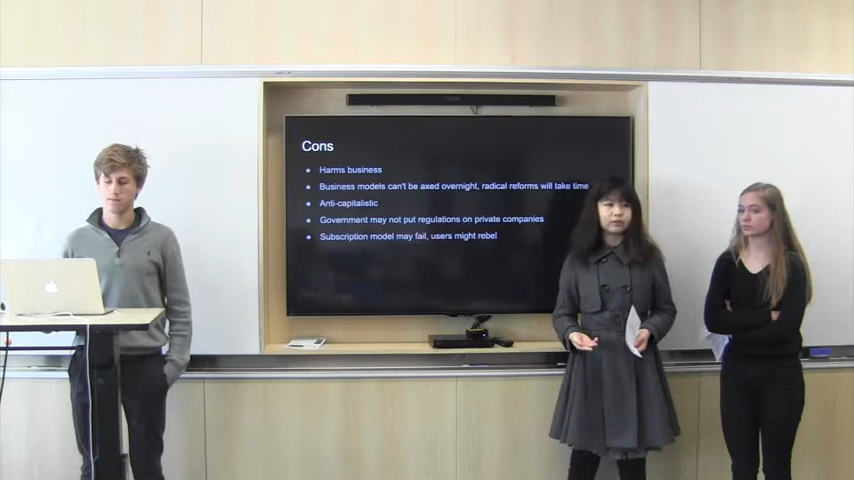 Cons
● Harms business
● Business models can't be axed overnight, radical reforms will take time
● Anti-capitalistic
● Government may not put regulations on private companies
● Subscription model may fail, users might rebel